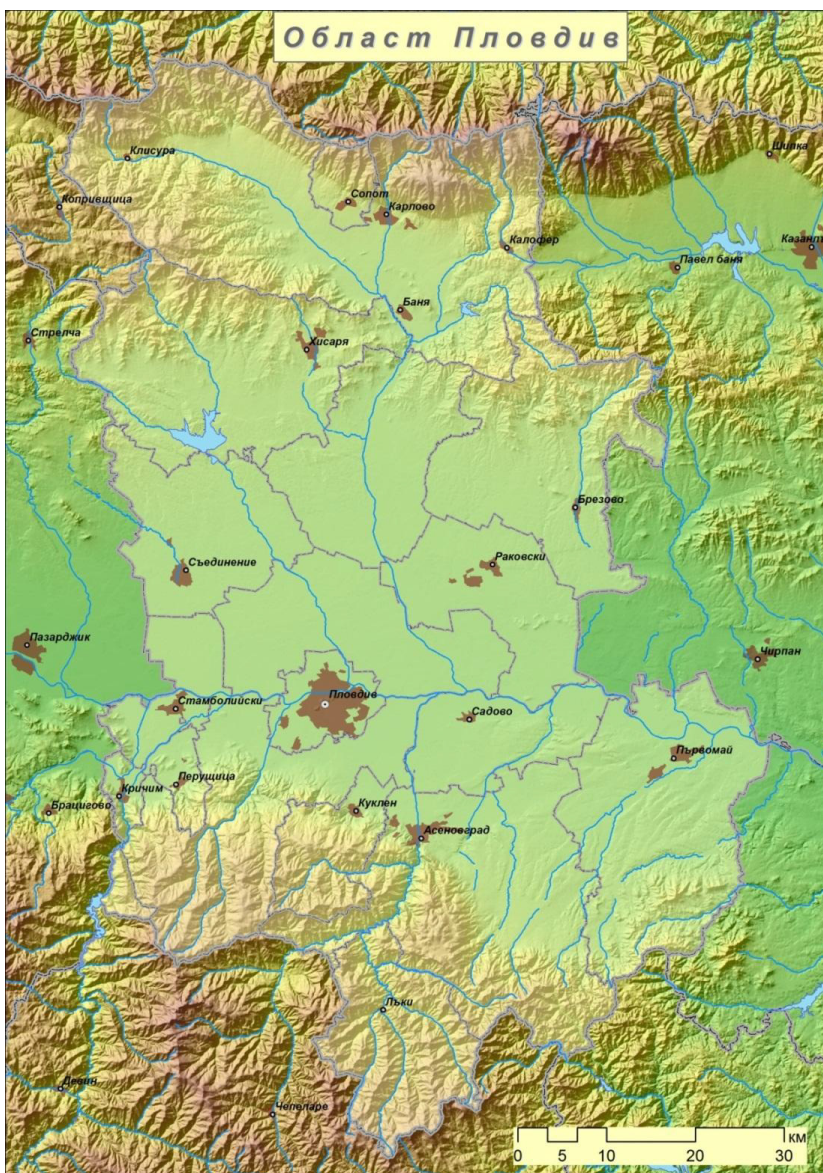 Област Пловдив
Клисура
Шипка
Копривщица
Сопот
Карлово
Калофер
Казанлъ
Павел баня
Баня
Стрелча
Хисаря
Брезово
Съединение
Раковски
Пазарджик
Чирпан
Стамболийски
Пловдив
Садово
Първомай
Перущица
Кричим
Брацигово
Куклен
Асеновград
Лъки
Девин
Чепеларе
км
0 5 10 20 30